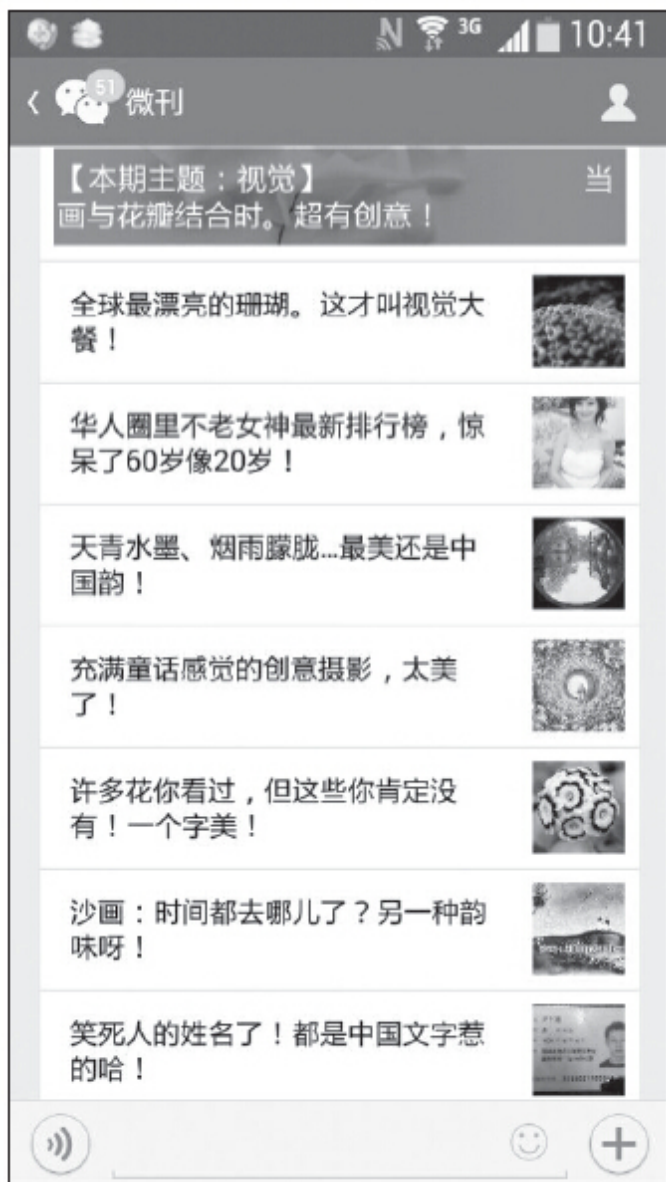 3G 10:41
51 微刊
【本期主题：视觉】 当
画与花瓣结合时。超有创意！
全球最漂亮的珊瑚。这才叫视觉大
餐！
华人圈里不老女神最新排行榜，惊
呆了60岁像20岁！
天青水墨、烟雨朦胧...最美还是中
国韵！
充满童话感觉的创意摄影，太美
了！
许多花你看过，但这些你肯定没
有！一个字美！
沙画：时间都去哪儿了？另一种韵
味呀！
笑死人的姓名了！都是中国文字惹
的哈！